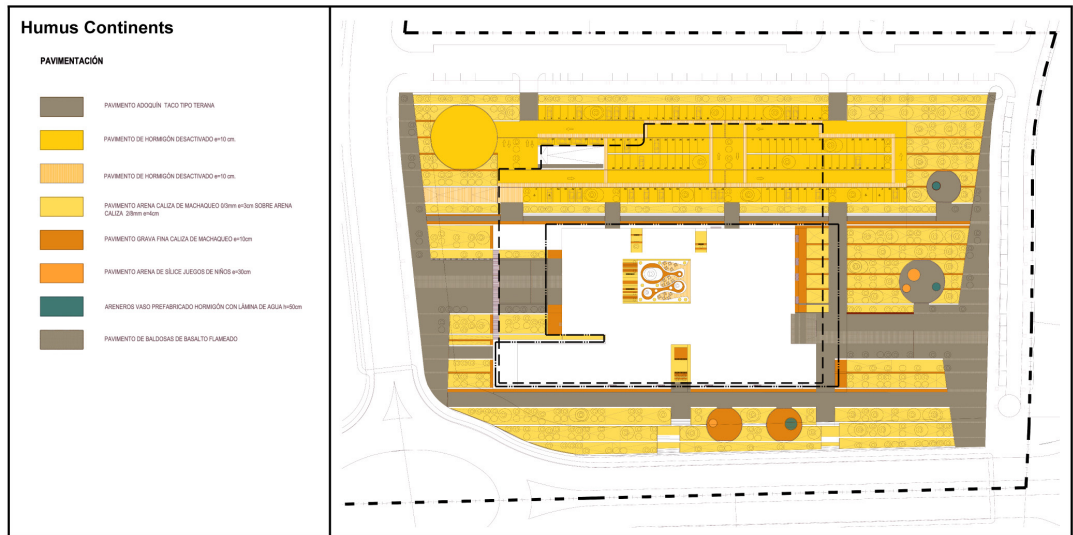 Humus Continents
PAVIMENTACIÓN
PAVIMENTO ADOQUÍN TACO TIPO TERANA
PAVIMENTO DE HORMIGÓN DESACTIVADO e=10 cm.
PAVIMENTO DE HORMIGÓN DESACTIVADO e=10 cm.
PAVIMENTO ARENA CALIZA DE MACHAQUEO 0/3mm e=3cm SOBRE ARENA
CALIZA 2/8mm e=4cm
PAVIMENTO GRAVA FINA CALIZA DE MACHAQUEO e=10cm
PAVIMENTO ARENA DE SÍLICE JUEGOS DE NIÑOS e=30cm
ARENEROS VASO PREFABRICADO HORMIGÓN CON LÁMINA DE AGUA h=50cm
PAVIMENTO DE BALDOSAS DE BASALTO FLAMEADO